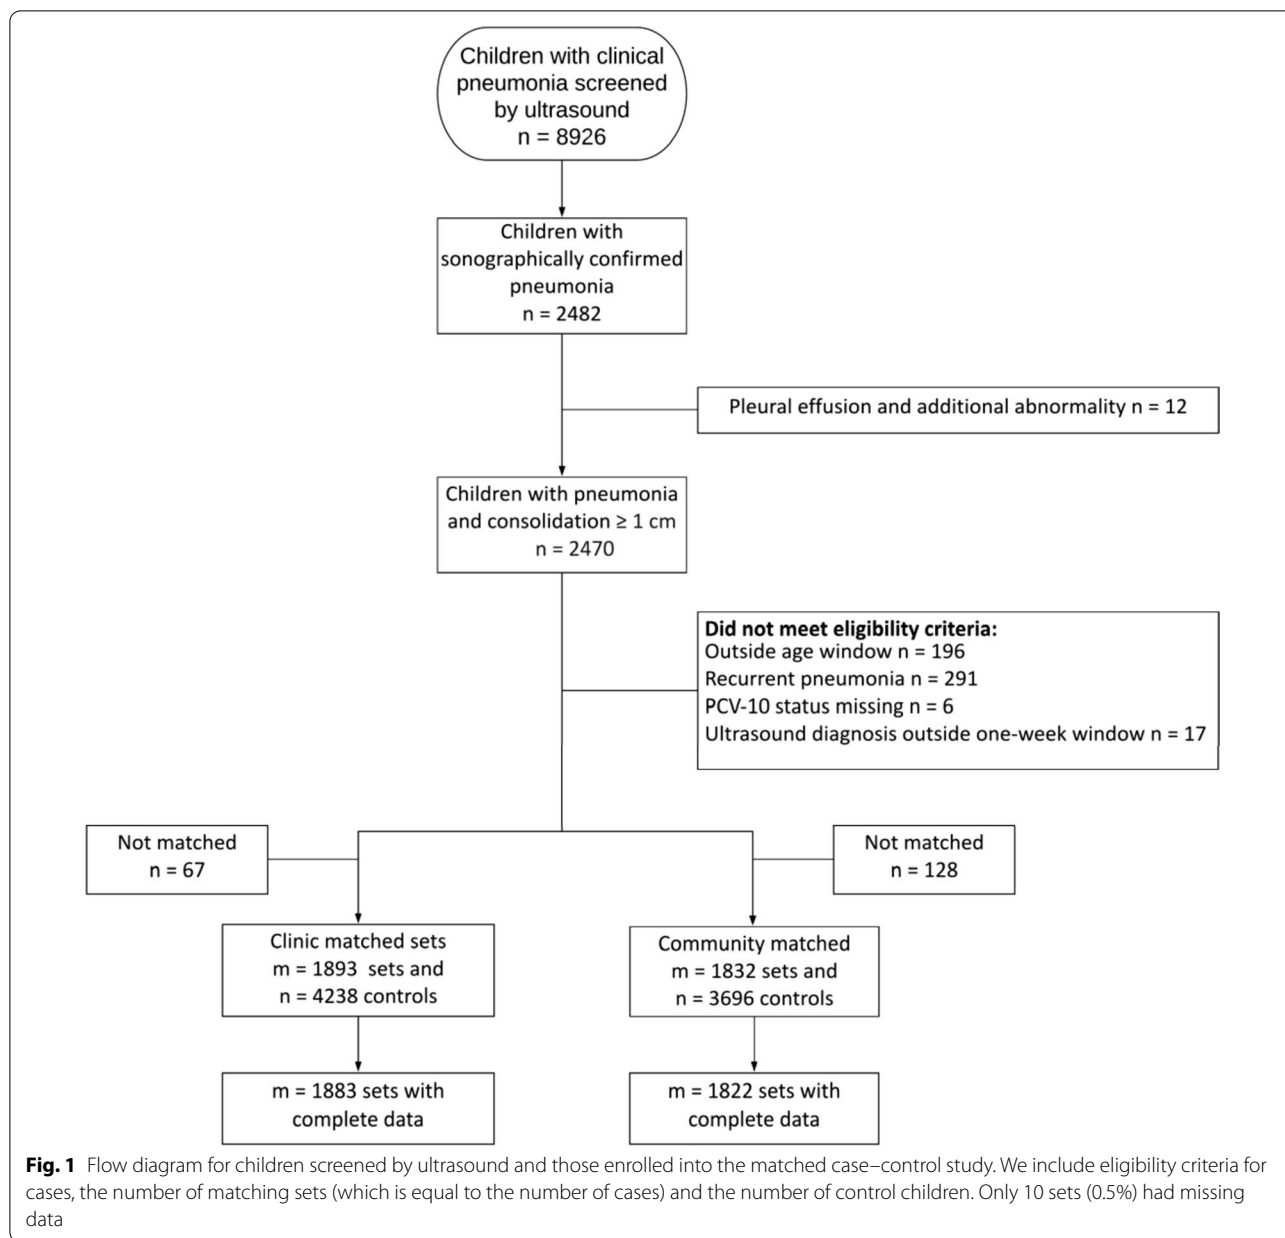 Children with clinical
pneumonia screened
by ultrasound
n = 8926
Children with
sonographically confirmed
pneumonia
n = 2482
Pleural effusion and additional abnormality n = 12
Children with pneumonia
and consolidation ≥ 1 cm
n = 2470
Did not meet eligibility criteria:
Outside age window n = 196
Recurrent pneumonia n = 291
PCV-10 status missing n = 6
Ultrasound diagnosis outside one-week window n = 17
Not matched
n = 67
Not matched
n = 128
Clinic matched sets
m = 1893 sets and
n = 4238 controls
Community matched
m = 1832 sets and
n = 3696 controls
m = 1883 sets with
complete data
m = 1822 sets with
complete data
Fig. 1 Flow diagram for children screened by ultrasound and those enrolled into the matched case–control study. We include eligibility criteria for
cases, the number of matching sets (which is equal to the number of cases) and the number of control children. Only 10 sets (0.5%) had missing
data